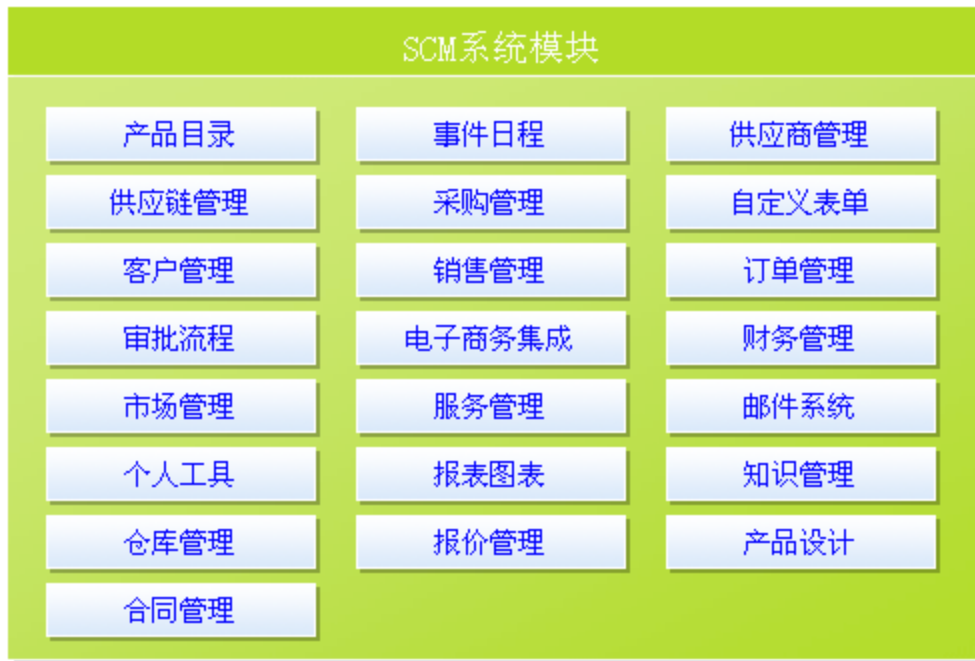 SCM系统模块
产品目录 事件日程 供应商管理
供应链管理 采购管理 自定义表单
客户管理 销售管理 订单管理
审批流程 电子商务集成 财务管理
市场管理 服务管理 邮件系统
个人工具 报表图表 知识管理
仓库管理 报价管理 产品设计
合同管理